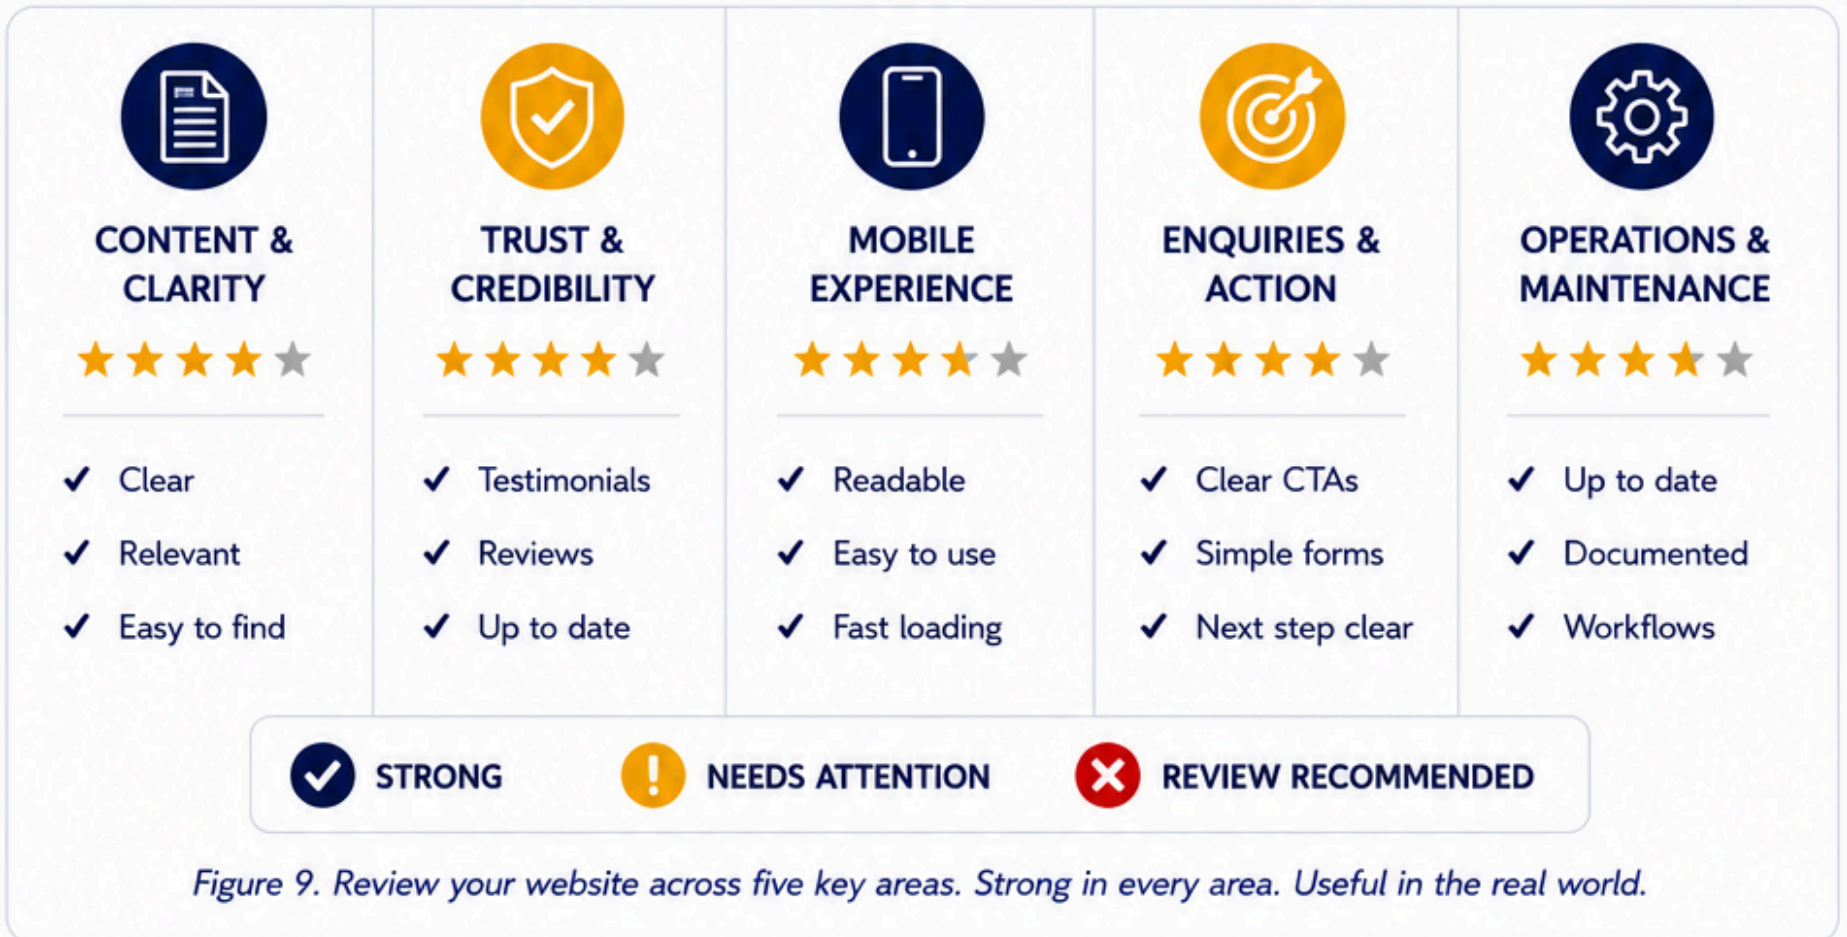 CONTENT &
CLARITY
Clear
Relevant
Easy to find
TRUST &
CREDIBILITY
Testimonials
Reviews
Up to date
MOBILE
EXPERIENCE
Readable
Easy to use
Fast loading
ENQUIRIES &
ACTION
Clear CTAs
Simple forms
Next step clear
OPERATIONS &
MAINTENANCE
Up to date
Documented
Workflows
STRONG
NEEDS ATTENTION
REVIEW RECOMMENDED
Figure 9. Review your website across five key areas. Strong in every area. Useful in the real world.